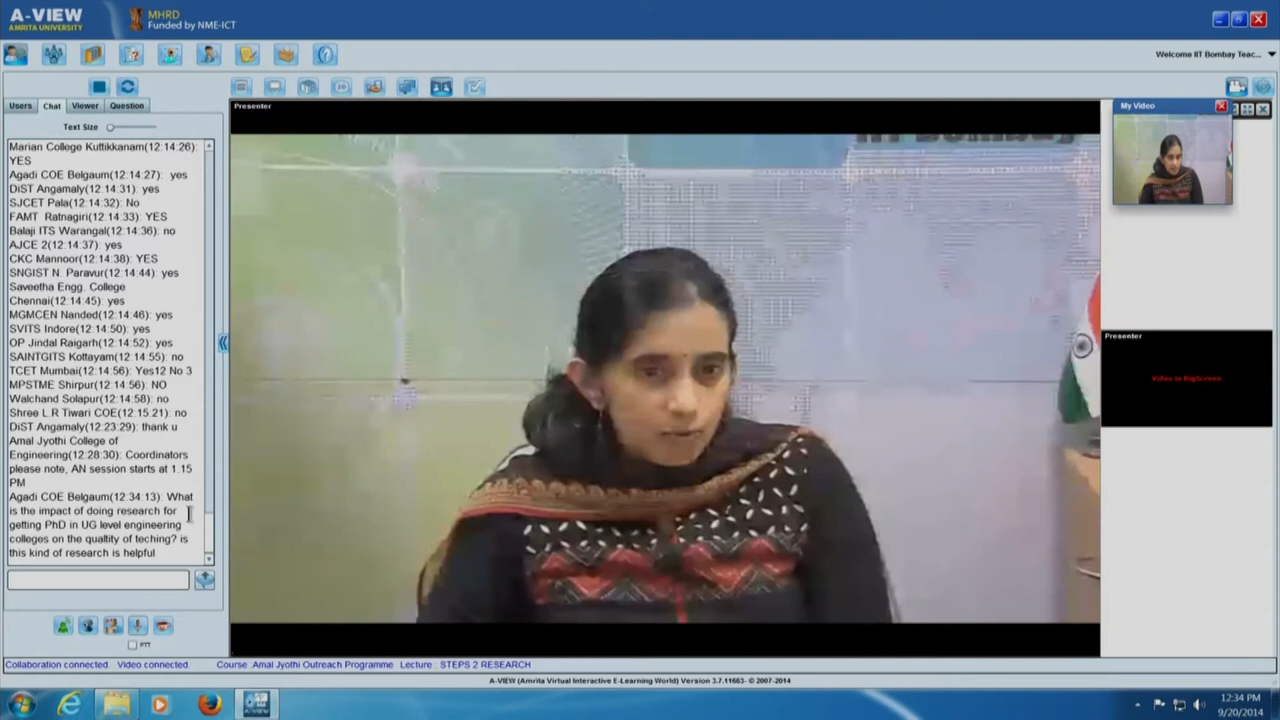 A-VIEW
AMRITA UNIVERSITY
MHRD
Funded by NME-ICT
Welcome IIT Bombay Teac...
Users Chat Viewer Question
Text Size
Marian College Kuttikkanam(12:14:26):
YES
Agadi COE Belgaum(12:14:27): yes
DiST Angamaly(12:14:31): yes
SJCET Pala(12:14:32): No
FAMT Ratnagiri(12:14:33): YES
Balaji ITS Warangal(12:14:36): no
AJCE 2(12:14:37): yes
CKC Mannoor(12:14:38): YES
SNGIST N. Paravur(12:14:44): yes
Saveetha Engg. College
Chennai(12:14:45): yes
MGMCEN Nanded(12:14:46): yes
SVITS Indore(12:14:50): yes
OP Jindal Raigarh(12:14:52): yes
SAINTGITS Kottayam(12:14:55): no
TCET Mumbai(12:14:56): Yes12 No 3
MPSTME Shirpur(12:14:56): NO
Walchand Solapur(12:14:58): no
Shree L.R Tiwari COE(12:15:21): no
DiST Angamaly(12:23:29): thank u
Amal Jyothi College of
Engineering(12:28:30): Coordinators
please note, AN session starts at 1.15
PM
Agadi COE Belgaum(12:34:13): What
is the impact of doing research for
getting PhD in UG level engineering
colleges on the qualtity of teching? is
this kind of research is helpful
PTT
Presenter
IIT Bombay
My Video
Presenter
Video in BigScreen
Collaboration connected. Video connected. Course : Amal Jyothi Outreach Programme Lecture : STEPS 2 RESEARCH
A-VIEW (Amrita Virtual Interactive E-Learning World) Version 3.7.11663- © 2007-2014
A-VIEW
12:34 PM
9/20/2014